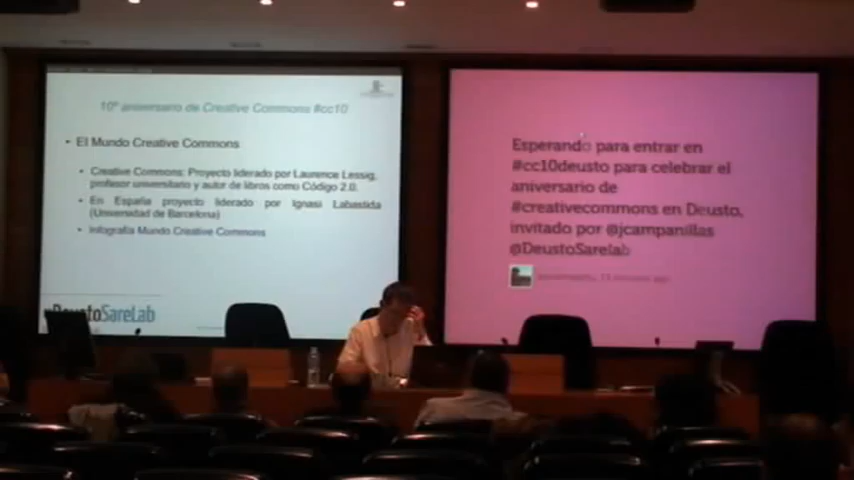 10º aniversario de Creative Commons #cc10
• El Mundo Creative Commons
• Creative Commons: Proyecto liderado por Laurence Lessig,
profesor universitario y autor de libros como Código 2.0.
• En España proyecto liderado por Ignasi Labastida
(Universidad de Barcelona)
• Infografía Mundo Creative Commons
DeustoSareLab
Esperando para entrar en
#cc10deusto para celebrar el
aniversario de
#creativecommons en Deusto,
invitado por @jcampanillas
@DeustoSarelab